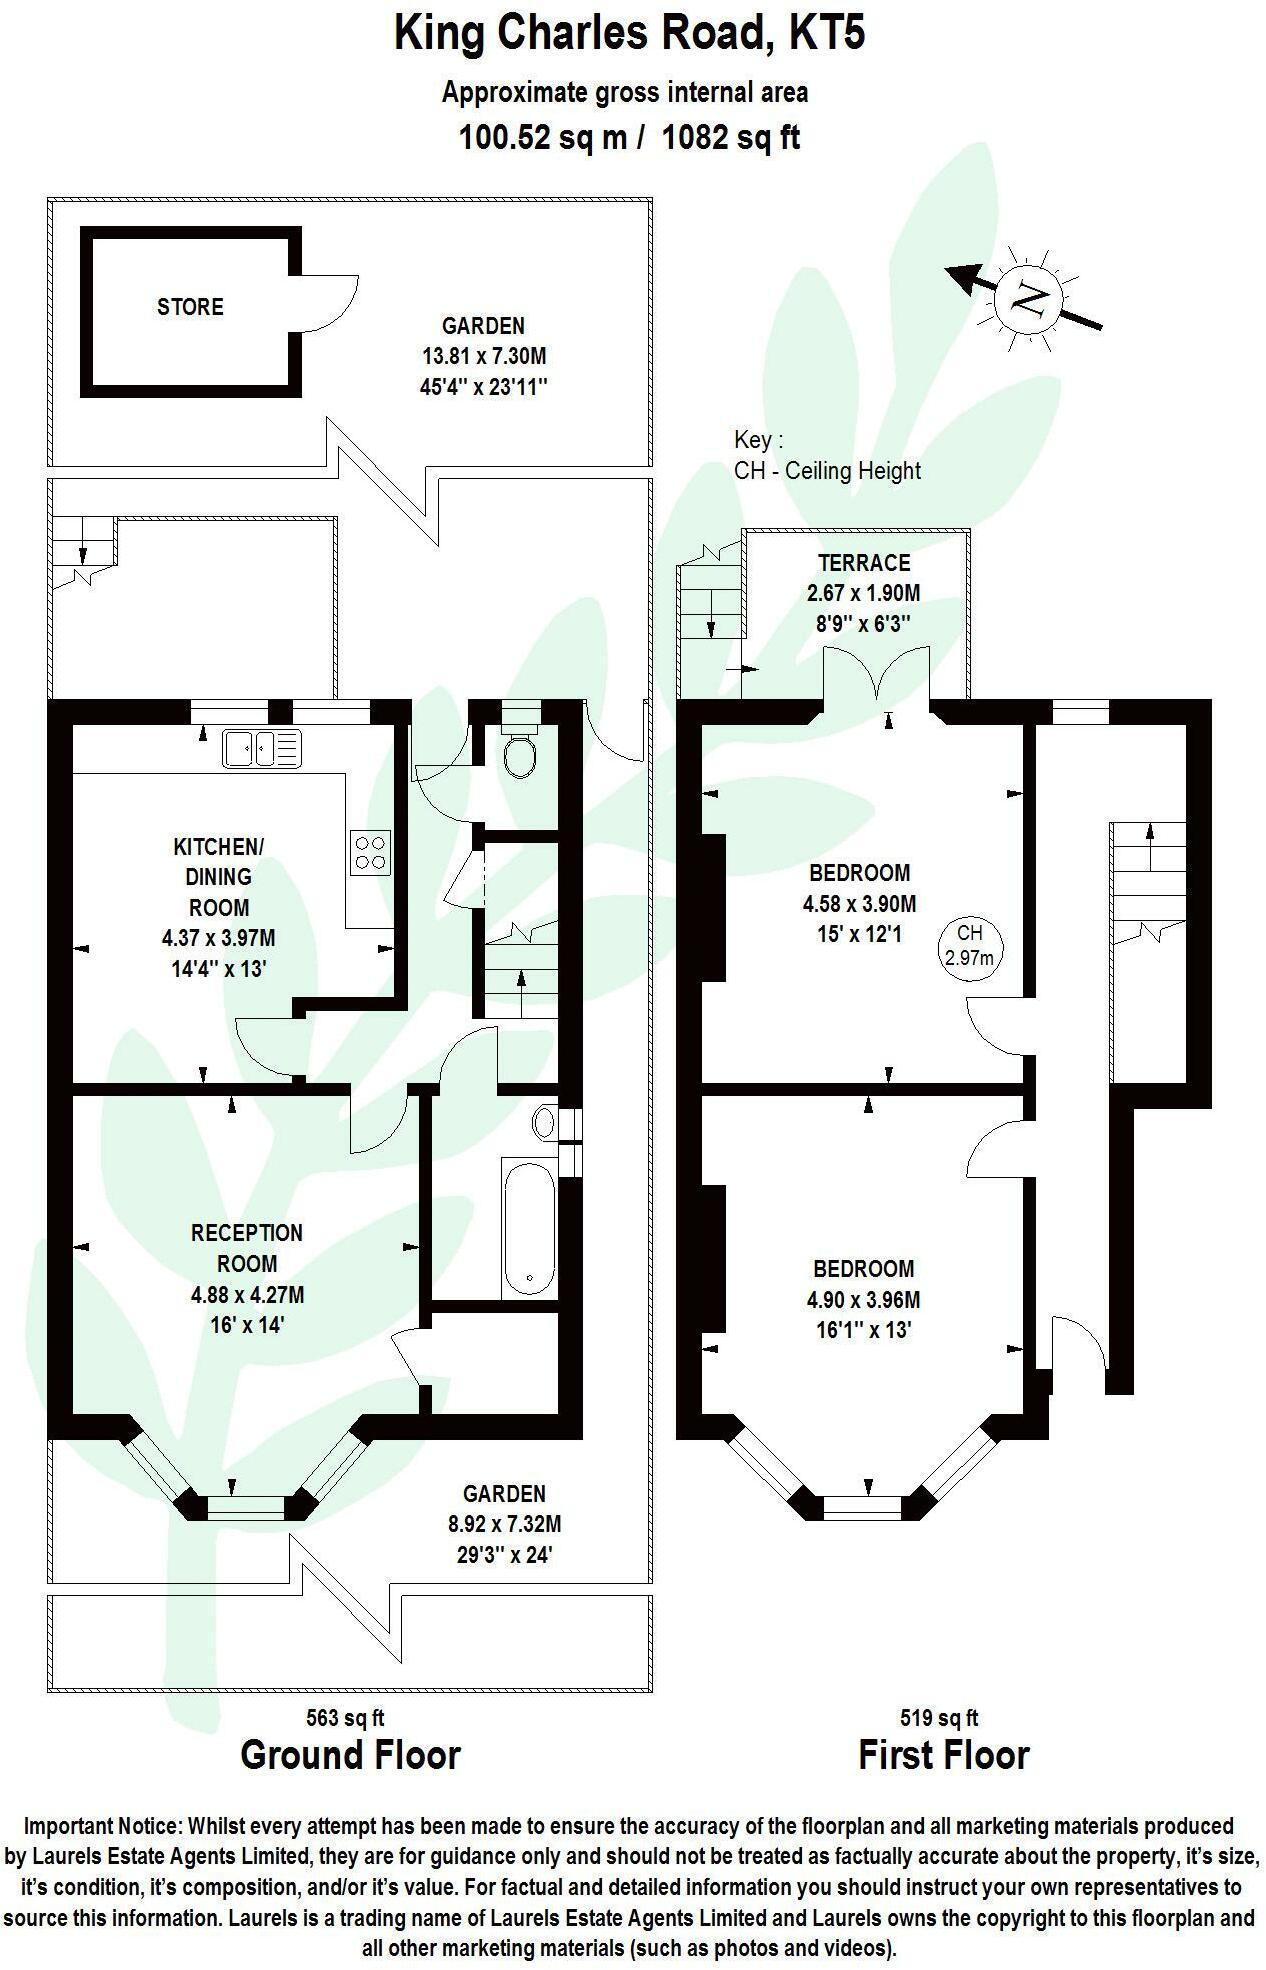 King Charles Road, KT5
Approximate gross internal area
100.52 sq m / 1082 sq ft
STORE
GARDEN
13.81 x 7.30M
45'4'' x 23'11''
N
Key :
CH - Ceiling Height
TERRACE
2.67 x 1.90M
8'9'' x 6'3''
KITCHEN/
DINING
ROOM
4.37 x 3.97M
14'4'' x 13'
BEDROOM
4.58 x 3.90M
15' x 12'1
CH
2.97m
RECEPTION
ROOM
4.88 x 4.27M
16' x 14'
BEDROOM
4.90 x 3.96M
16'1'' x 13'
GARDEN
8.92 x 7.32M
29'3'' x 24'
563 sq ft
Ground Floor
519 sq ft
First Floor
Important Notice: Whilst every attempt has been made to ensure the accuracy of the floorplan and all marketing materials produced
by Laurels Estate Agents Limited, they are for guidance only and should not be treated as factually accurate about the property, it's size,
it's condition, it's composition, and/or it's value. For factual and detailed information you should instruct your own representatives to
source this information. Laurels is a trading name of Laurels Estate Agents Limited and Laurels owns the copyright to this floorplan and
all other marketing materials (such as photos and videos).